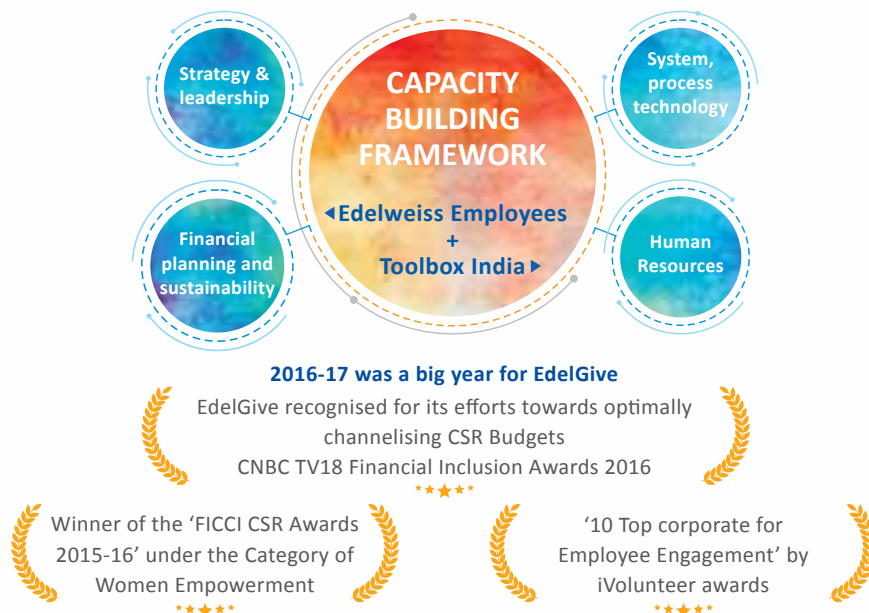 Strategy &
leadership
CAPACITY
BUILDING
FRAMEWORK
Edelweiss Employees
+
Toolbox India
System,
process
technology
Financial
planning and
sustainability
Human
Resources
2016-17 was a big year for EdelGive
EdelGive recognised for its efforts towards optimally
channelising CSR Budgets
CNBC TV18 Financial Inclusion Awards 2016
Winner of the ‘FICCI CSR Awards
2015-16’ under the Category of
Women Empowerment
‘10 Top corporate for
Employee Engagement’ by
iVolunteer awards